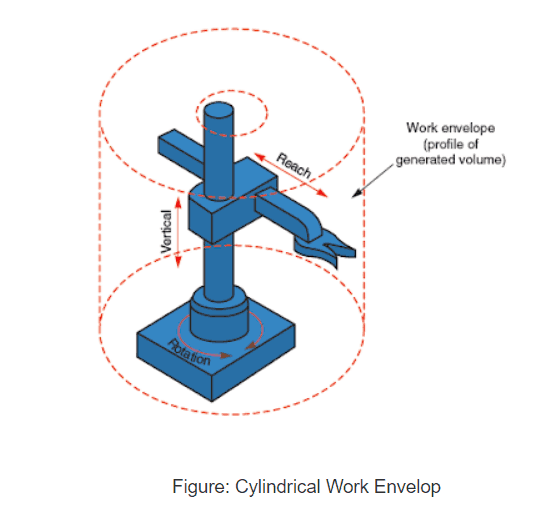 Work envelope
(profile of
generated volume)
Reach
Vertical
Rotation
Figure: Cylindrical Work Envelop